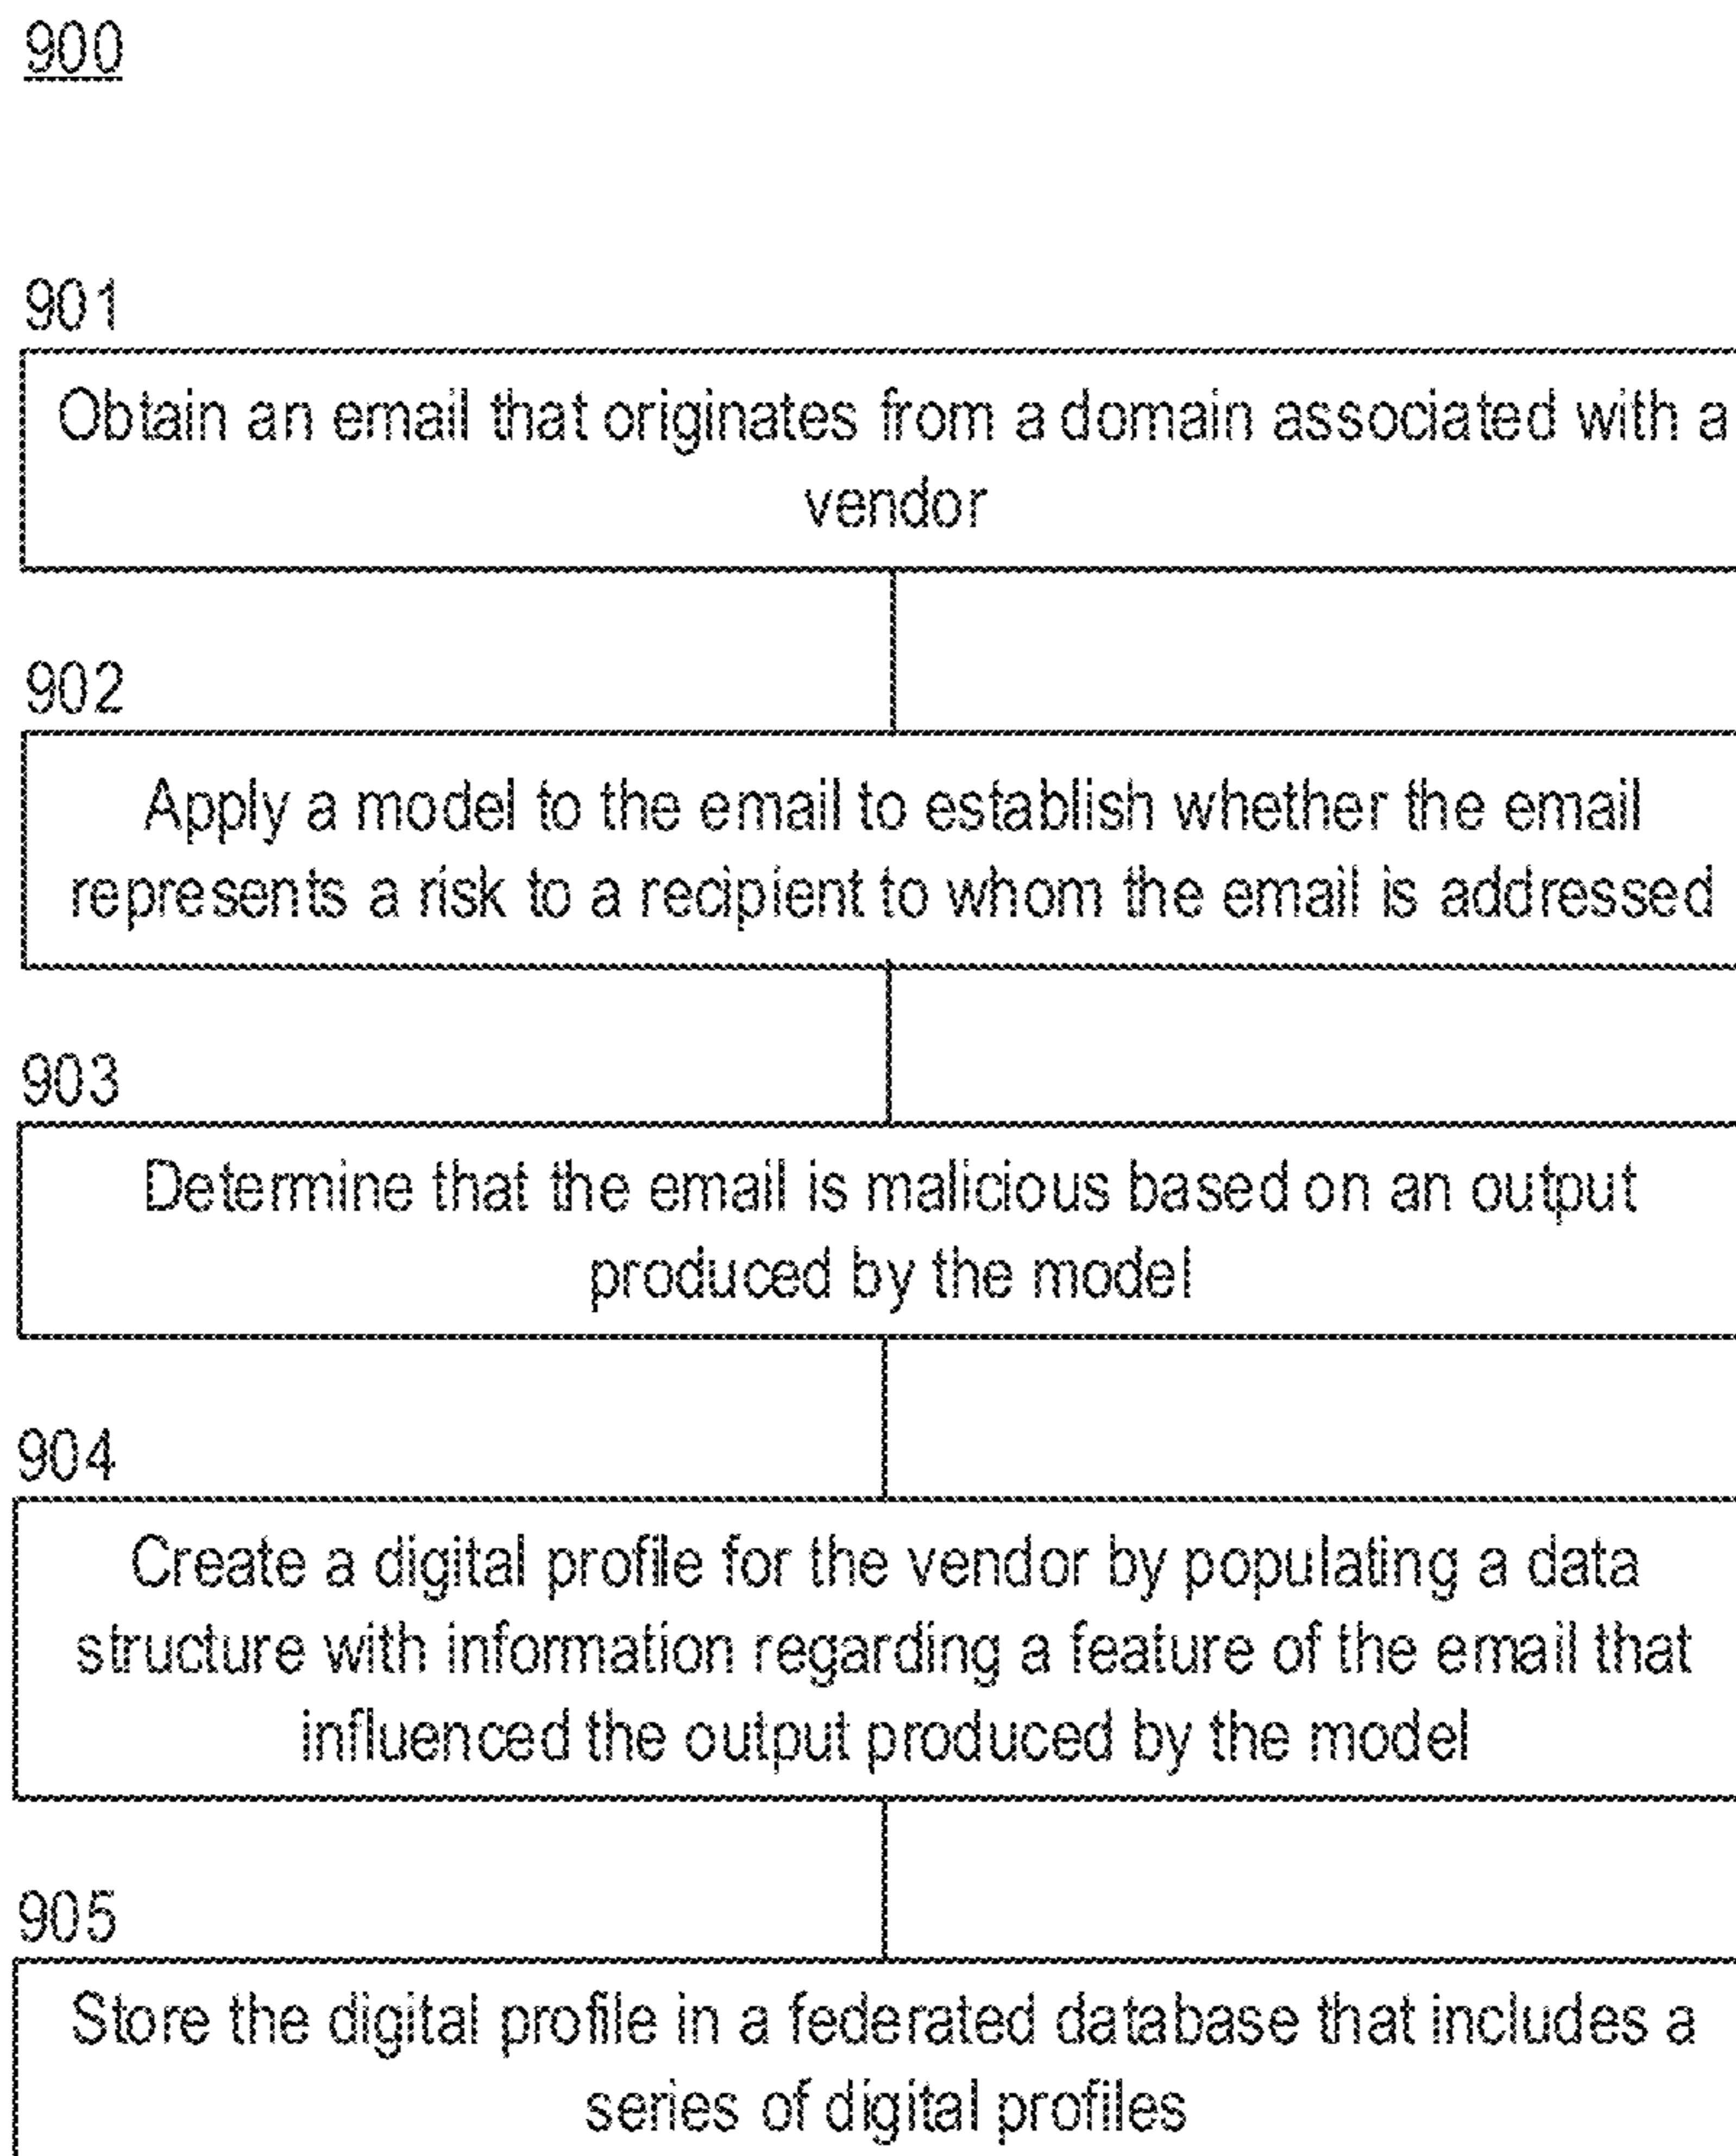 900
901
Obtain an email that originates from a domain associated with a
vendor
902
Apply a model to the email to establish whether the email
represents a risk to a recipient to whom the email is addressed
903
Determine that the email is malicious based on an output
produced by the model
904
Create a digital profile for the vendor by populating a data
structure with information regarding a feature of the email that
influenced the output produced by the model
905
Store the digital profile in a federated database that includes a
series of digital profiles